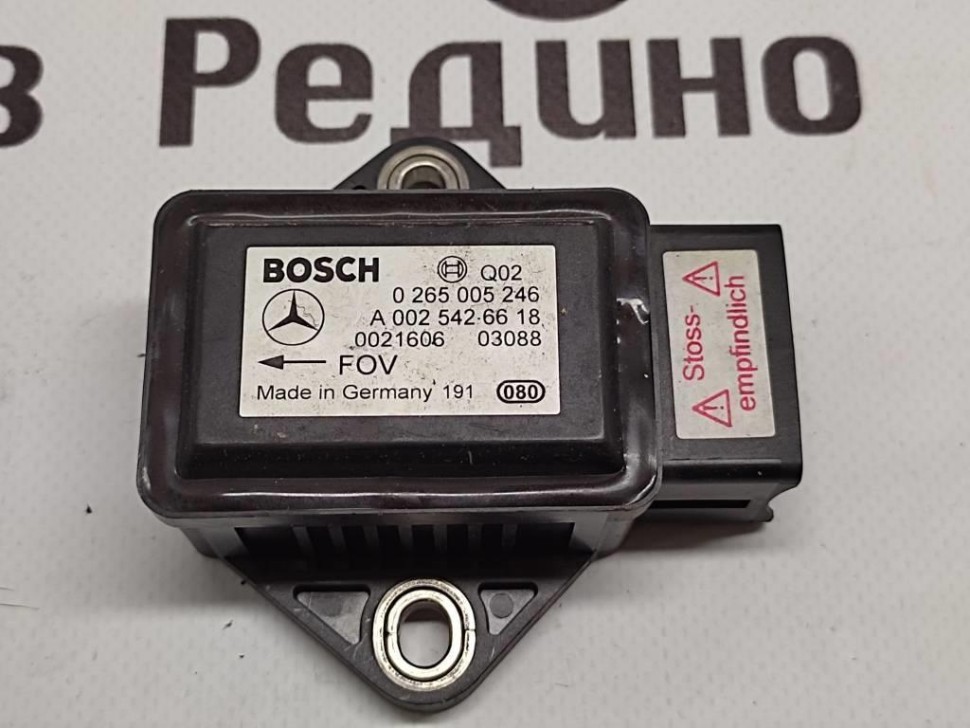 в Редино
BOSCH Q02
0 265 005 246
A 002 542 66 18
0021606 03088
FOV
Made in Germany 191 080
Stoss-
empfindlich